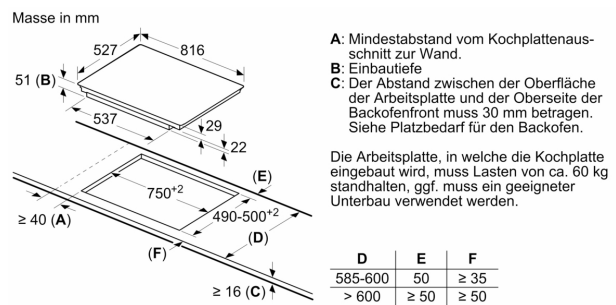 Masse in mm
527
816
51 (B)
537
29
22
(E)
750+2
490-500+2
≥ 40 (A)
(D)
(F)
≥ 16 (C)
A: Mindestabstand vom Kochplattenaus-
schnitt zur Wand.
B: Einbautiefe
C: Der Abstand zwischen der Oberfläche
der Arbeitsplatte und der Oberseite der
Backofenfront muss 30 mm betragen.
Siehe Platzbedarf für den Backofen.
Die Arbeitsplatte, in welche die Kochplatte
eingebaut wird, muss Lasten von ca. 60 kg
standhalten, ggf. muss ein geeigneter
Unterbau verwendet werden.
D E F
585-600 50 ≥ 35
> 600 ≥ 50 ≥ 50